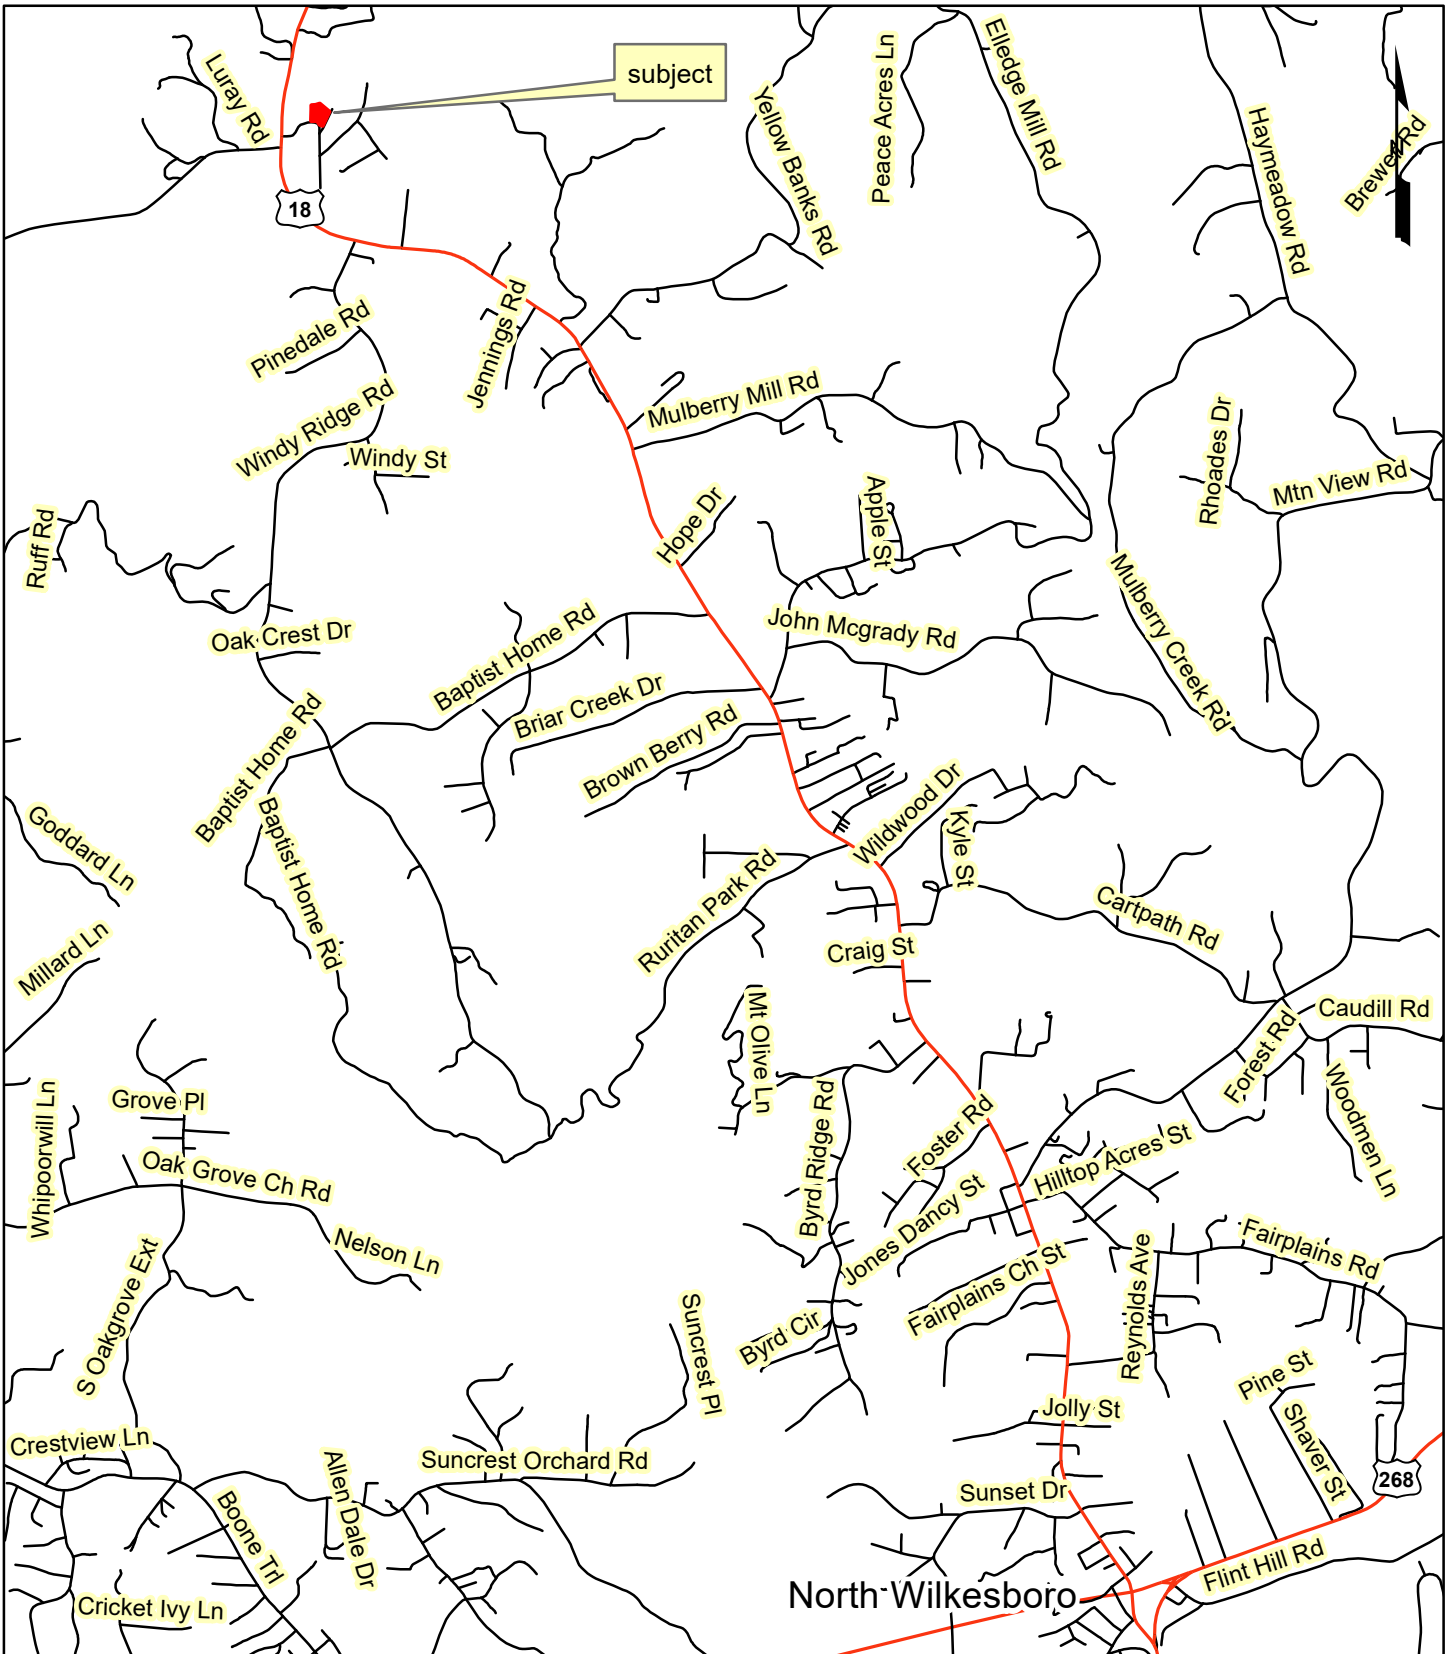 subject
Luray Rd
Elledge Mill Rd
Peace Acres Ln
Yellow Banks Rd
Haymeadow Rd
Brewer Rd
18
Jennings Rd
Pinedale Rd
Windy Ridge Rd
Windy St
Mulberry Mill Rd
Rhoades Dr
Mtn View Rd
Ruff Rd
Hope Dr
Apple St
Oak Crest Dr
Baptist Home Rd
John Mcgrady Rd
Mulberry Creek Rd
Briar Creek Dr
Brown Berry Rd
Baptist Home Rd
Baptist Home Rd
Goddard Ln
Wildwood Dr
Kyle St
Ruritan Park Rd
Cartpath Rd
Millard Ln
Craig St
Mt Olive Ln
Caudill Rd
Forest Rd
Woodmen Ln
Whipoorwill Ln
Grove Pl
Byrd Ridge Rd
Foster Rd
Hilltop Acres St
Oak Grove Ch Rd
Jones Dancy St
Nelson Ln
S Oakgrove Ext
Fairplains Ch St
Reynolds Ave
Fairplains Rd
Byrd Cir
Suncrest Pl
Pine St
Shaver St
Jolly St
Crestview Ln
Suncrest Orchard Rd
Allen Dale Dr
Boone Trl
Sunset Dr
268
Flint Hill Rd
North Wilkesboro
Cricket Ivy Ln